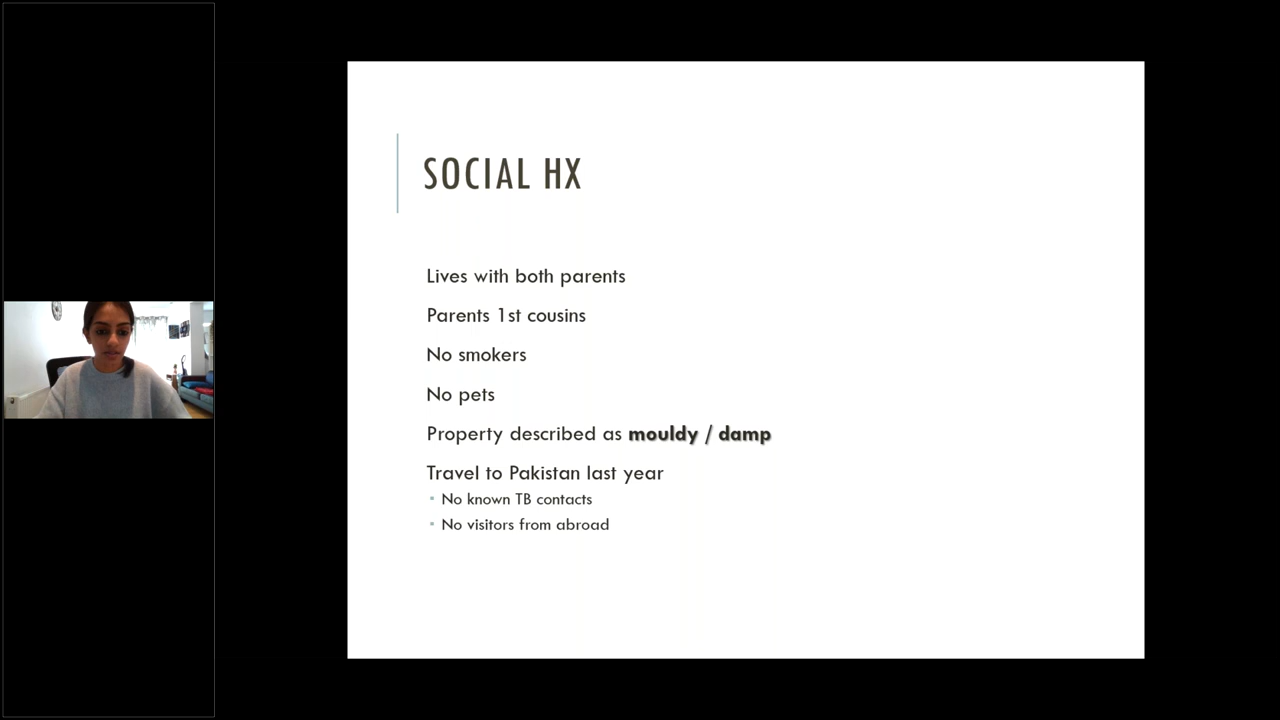 SOCIAL HX
Lives with both parents
Parents 1st cousins
No smokers
No pets
Property described as mouldy / damp
Travel to Pakistan last year
No known TB contacts
No visitors from abroad